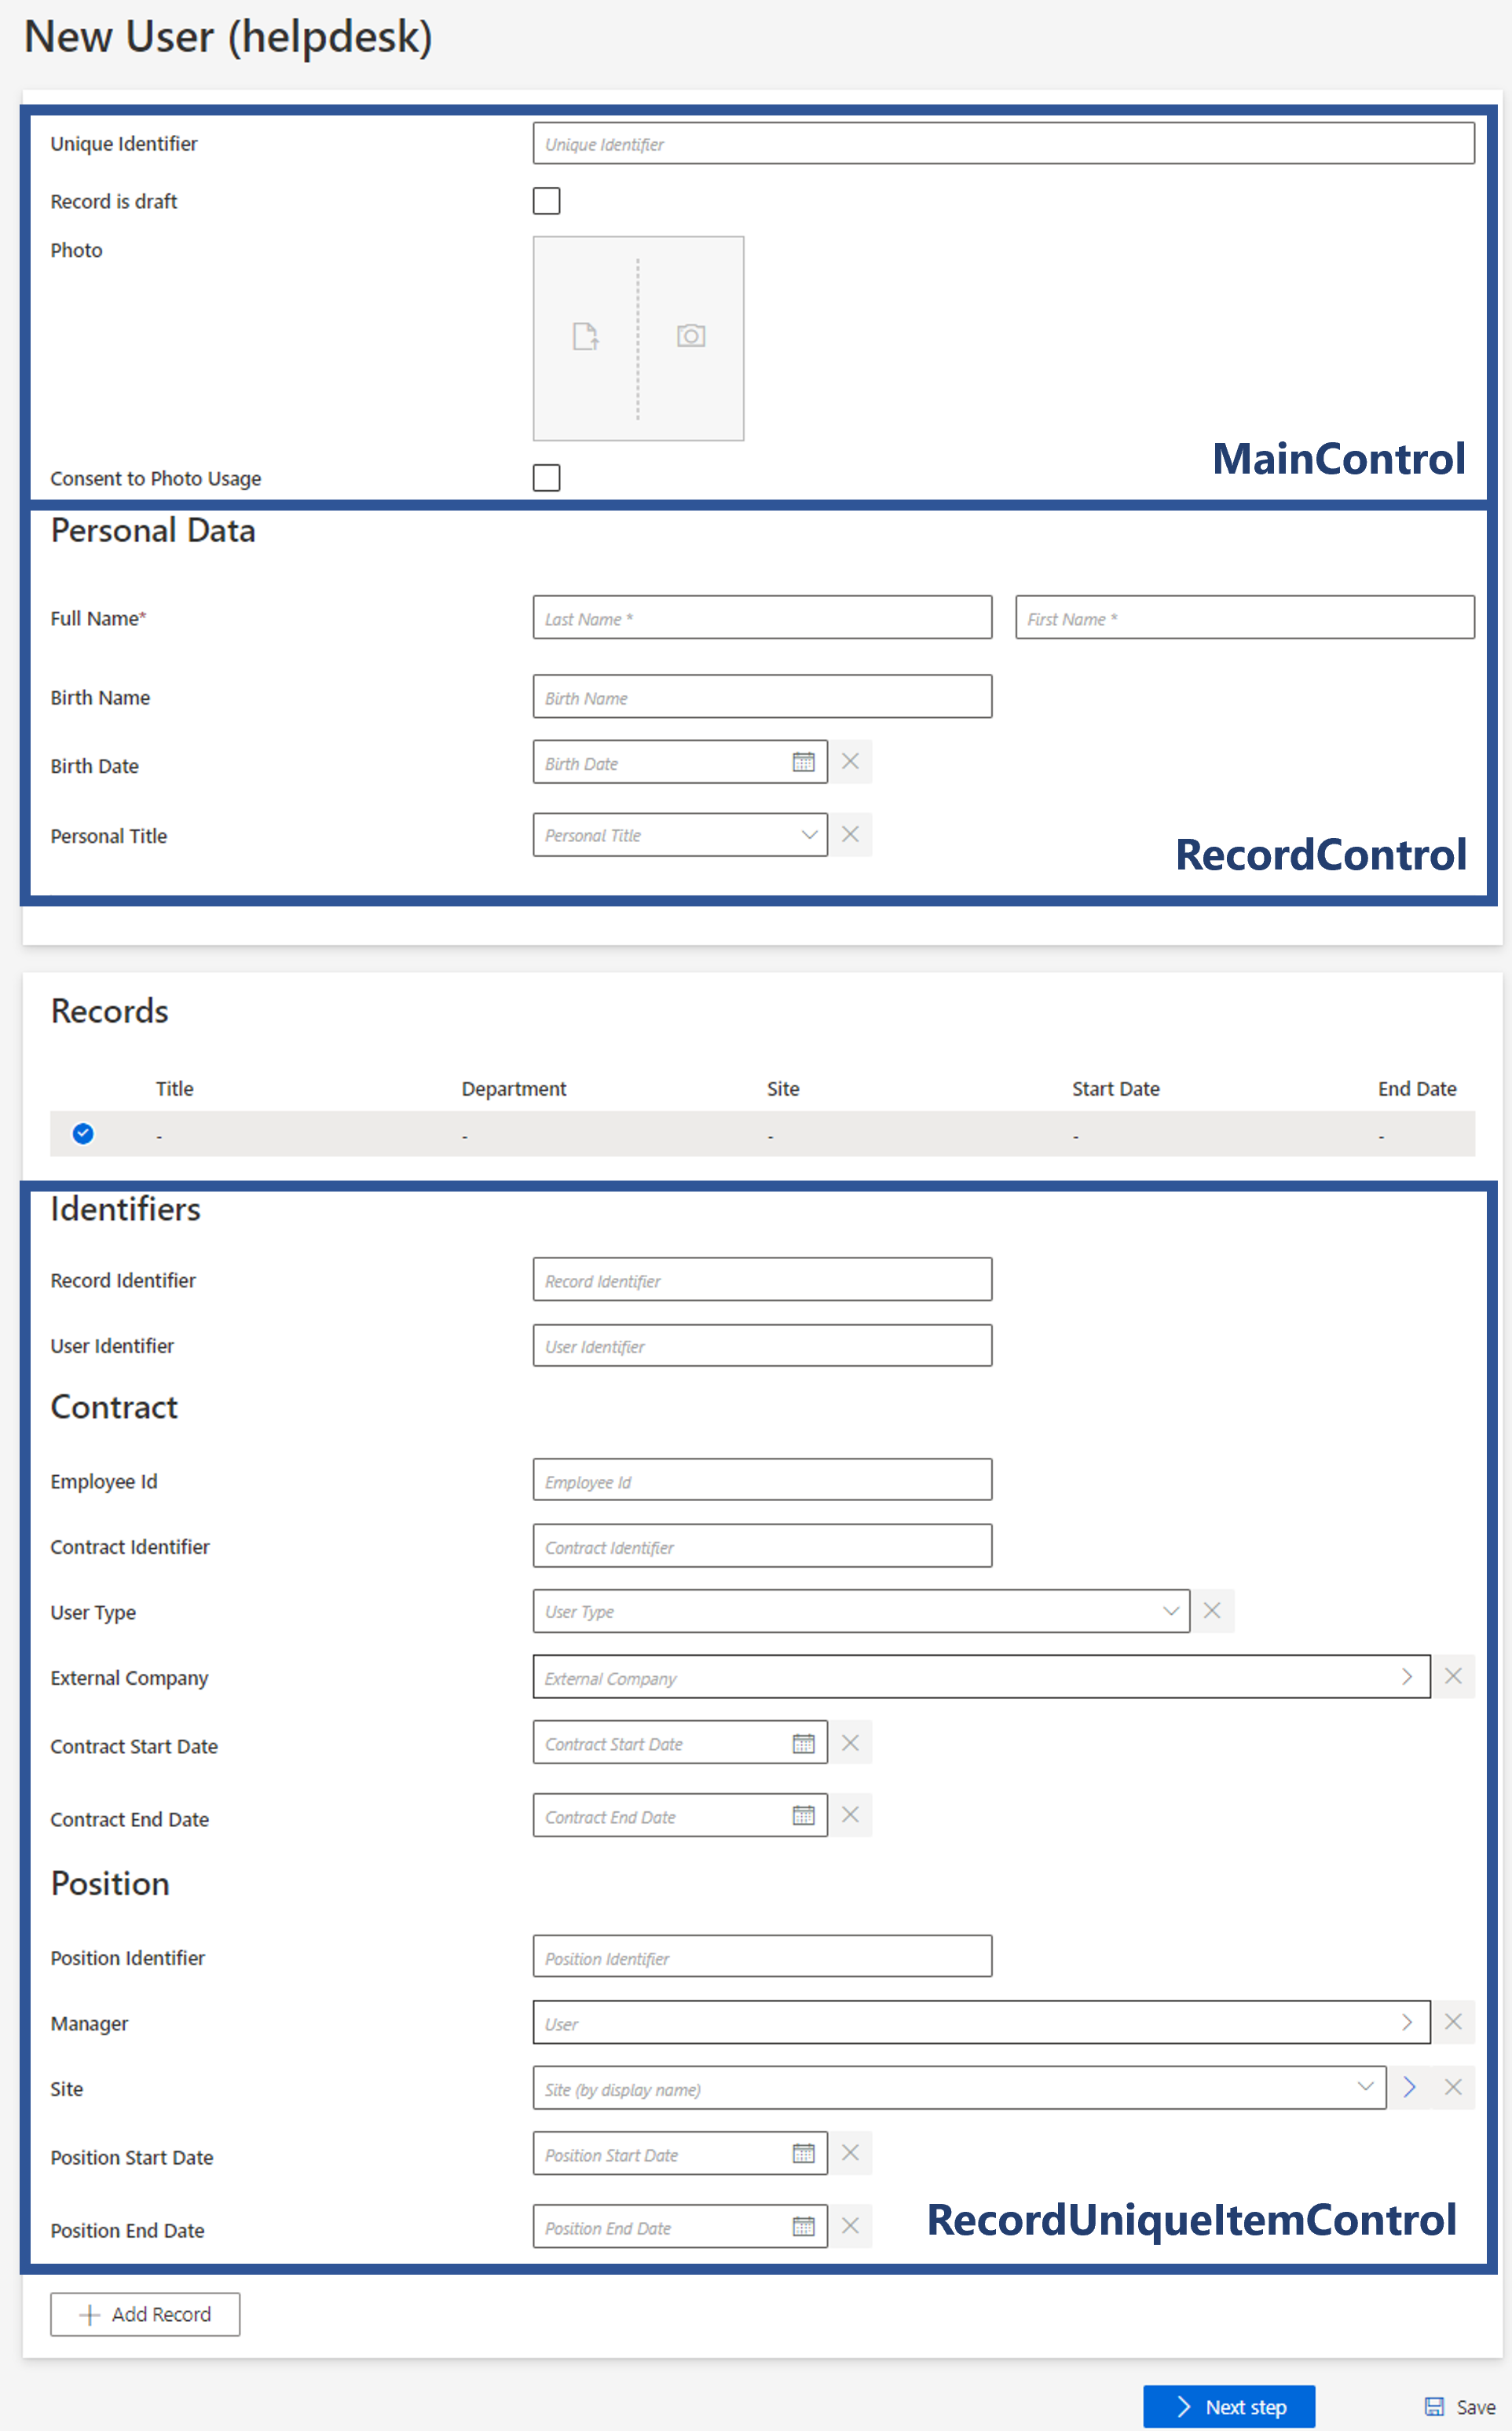 New User (helpdesk)
Unique Identifier Unique Identifier
Record is draft
Photo
Consent to Photo Usage
MainControl
Personal Data
Full Name* Last Name * First Name *
Birth Name Birth Name
Birth Date Birth Date
Personal Title Personal Title
RecordControl
Records
Title Department Site Start Date End Date
- - - - -
Identifiers
Record Identifier Record Identifier
User Identifier User Identifier
Contract
Employee Id Employee Id
Contract Identifier Contract Identifier
User Type User Type
External Company External Company
Contract Start Date Contract Start Date
Contract End Date Contract End Date
Position
Position Identifier Position Identifier
Manager User
Site Site (by display name)
Position Start Date Position Start Date
Position End Date Position End Date
RecordUniqueItemControl
Add Record
Next step Save